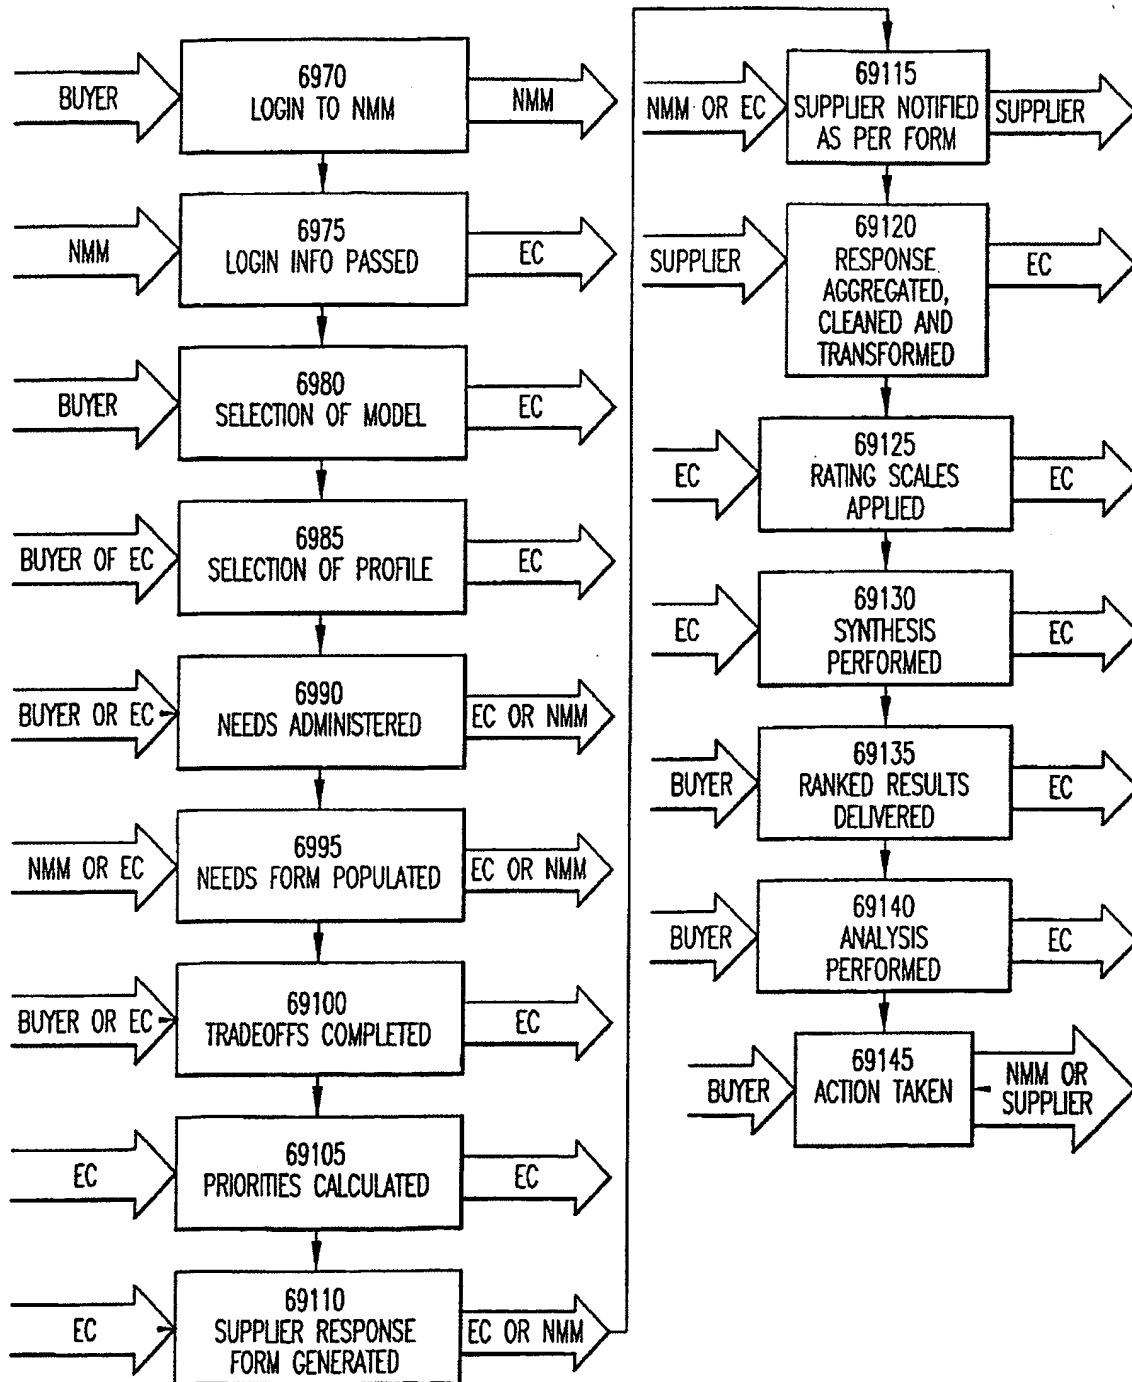 BUYER
6970
LOGIN TO NMM
NMM
NMM
6975
LOGIN INFO PASSED
EC
BUYER
6980
SELECTION OF MODEL
EC
BUYER OF EC
6985
SELECTION OF PROFILE
EC
BUYER OR EC
6990
NEEDS ADMINISTERED
EC OR NMM
NMM OR EC
6995
NEEDS FORM POPULATED
EC OR NMM
BUYER OR EC
69100
TRADEOFFS COMPLETED
EC
EC
69105
PRIORITIES CALCULATED
EC
EC
69110
SUPPLIER RESPONSE
FORM GENERATED
EC OR NMM
NMM OR EC
69115
SUPPLIER NOTIFIED
AS PER FORM
SUPPLIER
SUPPLIER
69120
RESPONSE
AGGREGATED,
CLEANED AND
TRANSFORMED
EC
EC
69125
RATING SCALES
APPLIED
EC
EC
69130
SYNTHESIS
PERFORMED
EC
BUYER
69135
RANKED RESULTS
DELIVERED
EC
BUYER
69140
ANALYSIS
PERFORMED
EC
BUYER
69145
ACTION TAKEN
NMM OR
SUPPLIER